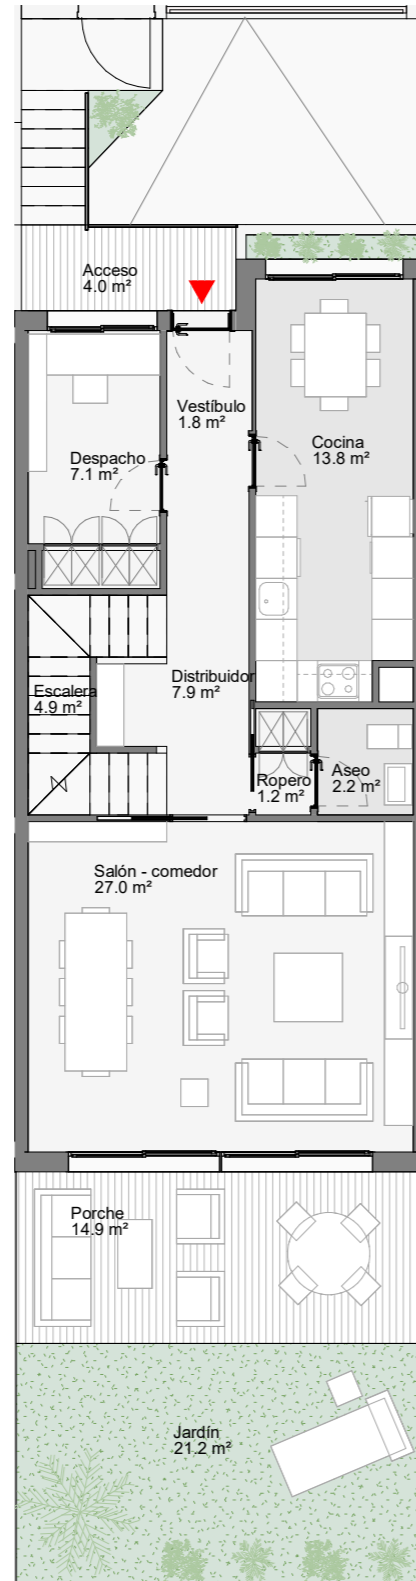 Acceso
4.0 m²
Vestíbulo
1.8 m²
Cocina
13.8 m²
Despacho
7.1 m²
Distribuidor
7.9 m²
Escalera
4.9 m²
Ropero
1.2 m²
Aseo
2.2 m²
Salón - comedor
27.0 m²
Porche
14.9 m²
Jardín
21.2 m²